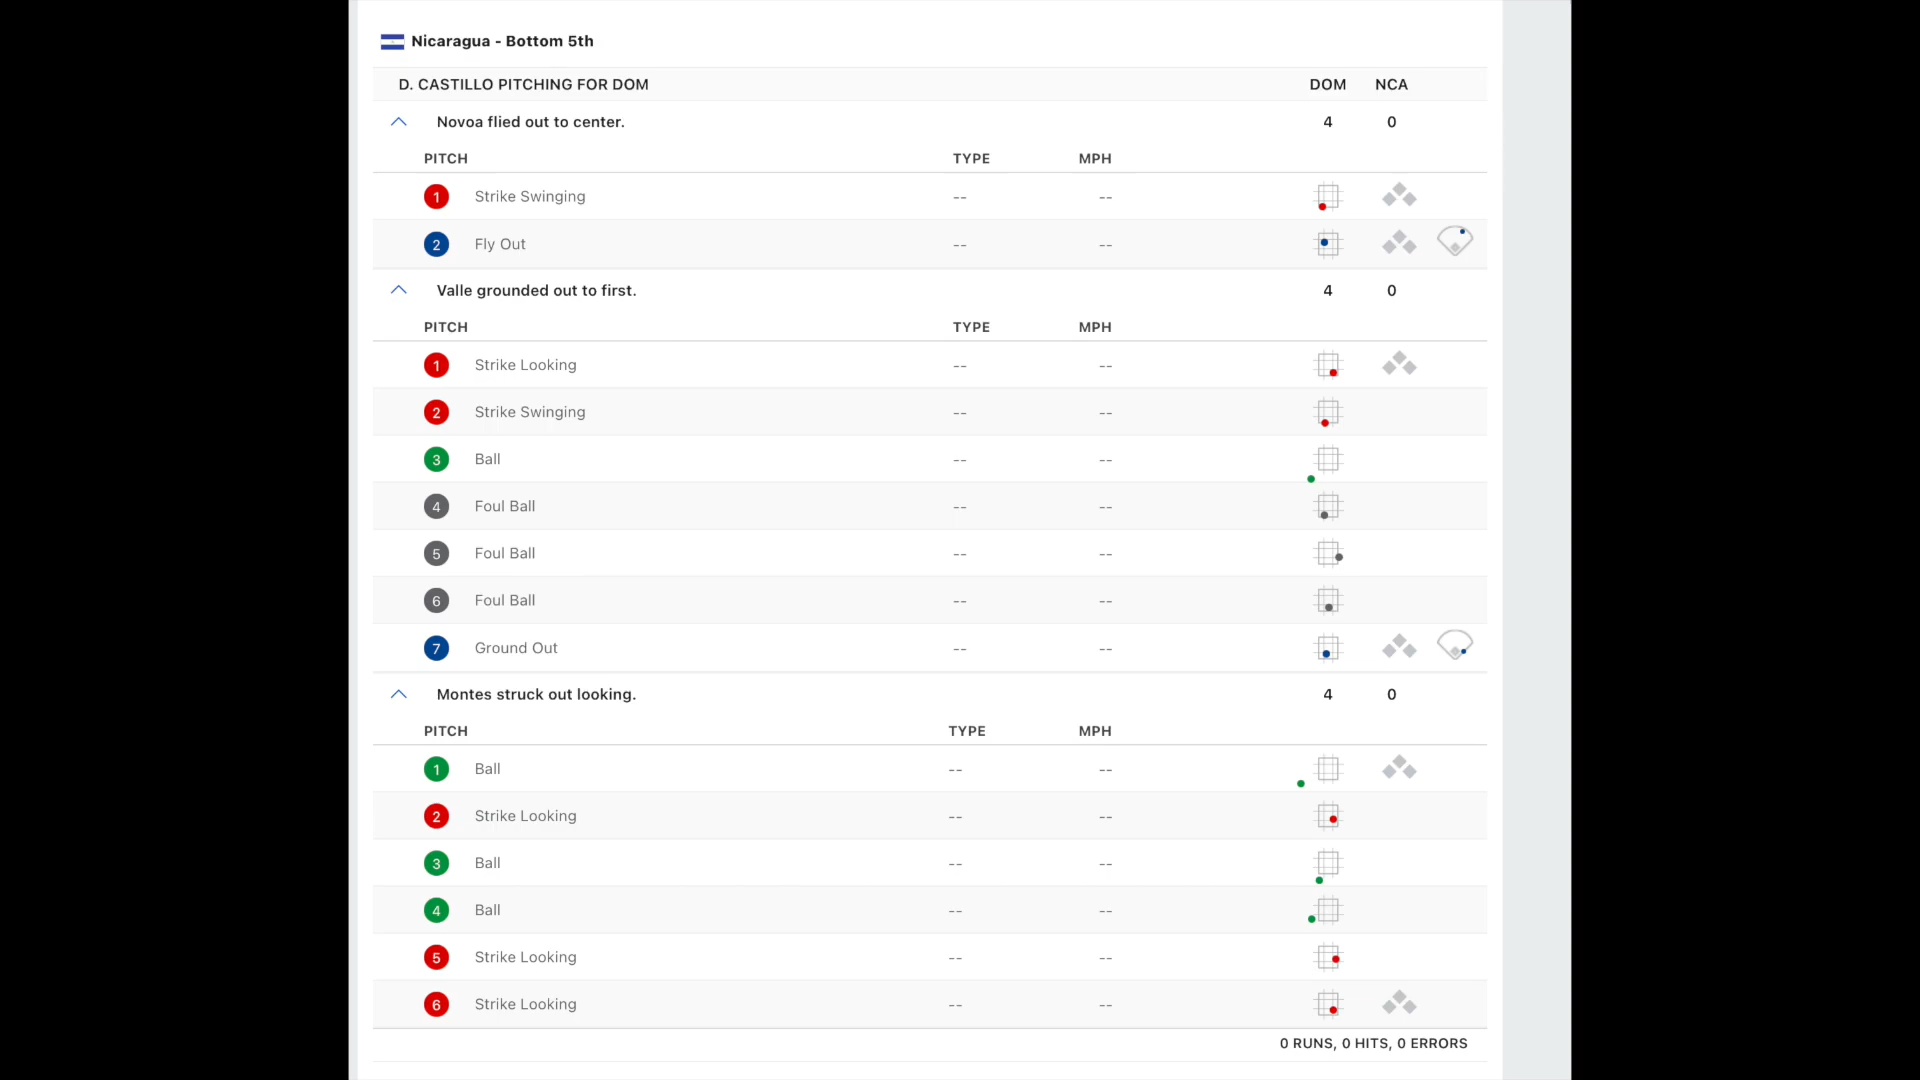 Nicaragua - Bottom 5th
D. CASTILLO PITCHING FOR DOM DOM NCA
Novoa flied out to center. 4 0
PITCH TYPE MPH
1 Strike Swinging -- --
2 Fly Out -- --
Valle grounded out to first. 4 0
PITCH TYPE MPH
1 Strike Looking -- --
2 Strike Swinging -- --
3 Ball -- --
4 Foul Ball -- --
5 Foul Ball -- --
6 Foul Ball -- --
7 Ground Out -- --
Montes struck out looking. 4 0
PITCH TYPE MPH
1 Ball -- --
2 Strike Looking -- --
3 Ball -- --
4 Ball -- --
5 Strike Looking -- --
6 Strike Looking -- --
0 RUNS, 0 HITS, 0 ERRORS